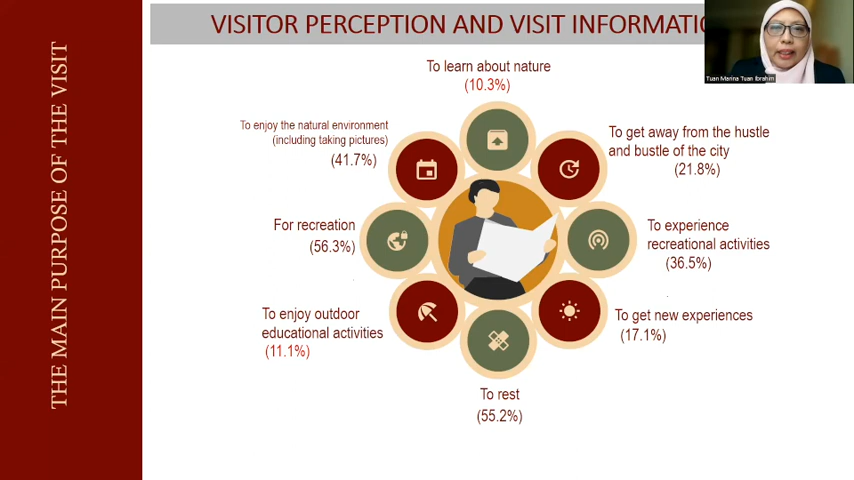 VISITOR PERCEPTION AND VISIT INFORMATIO
Tuan Marina Tuan Ibrahim
THE MAIN PURPOSE OF THE VISIT
To learn about nature
(10.3%)
To enjoy the natural environment
(including taking pictures)
(41.7%)
To get away from the hustle
and bustle of the city
(21.8%)
For recreation
(56.3%)
To experience
recreational activities
(36.5%)
To enjoy outdoor
educational activities
(11.1%)
To get new experiences
(17.1%)
To rest
(55.2%)